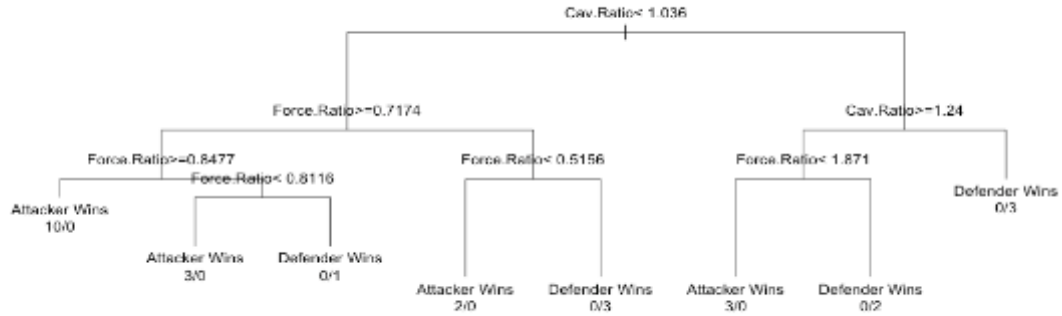 Cav.Ratio< 1.036
Force.Ratio>=0.7174
Cav.Ratio>=1.24
Force.Ratio>=0.8477
Force.Ratio< 0.5156
Force.Ratio< 1.871
Force.Ratio< 0.8116
Attacker Wins
10/0
Defender Wins
0/3
Attacker Wins
3/0
Defender Wins
0/1
Attacker Wins
2/0
Defender Wins
0/3
Attacker Wins
3/0
Defender Wins
0/2